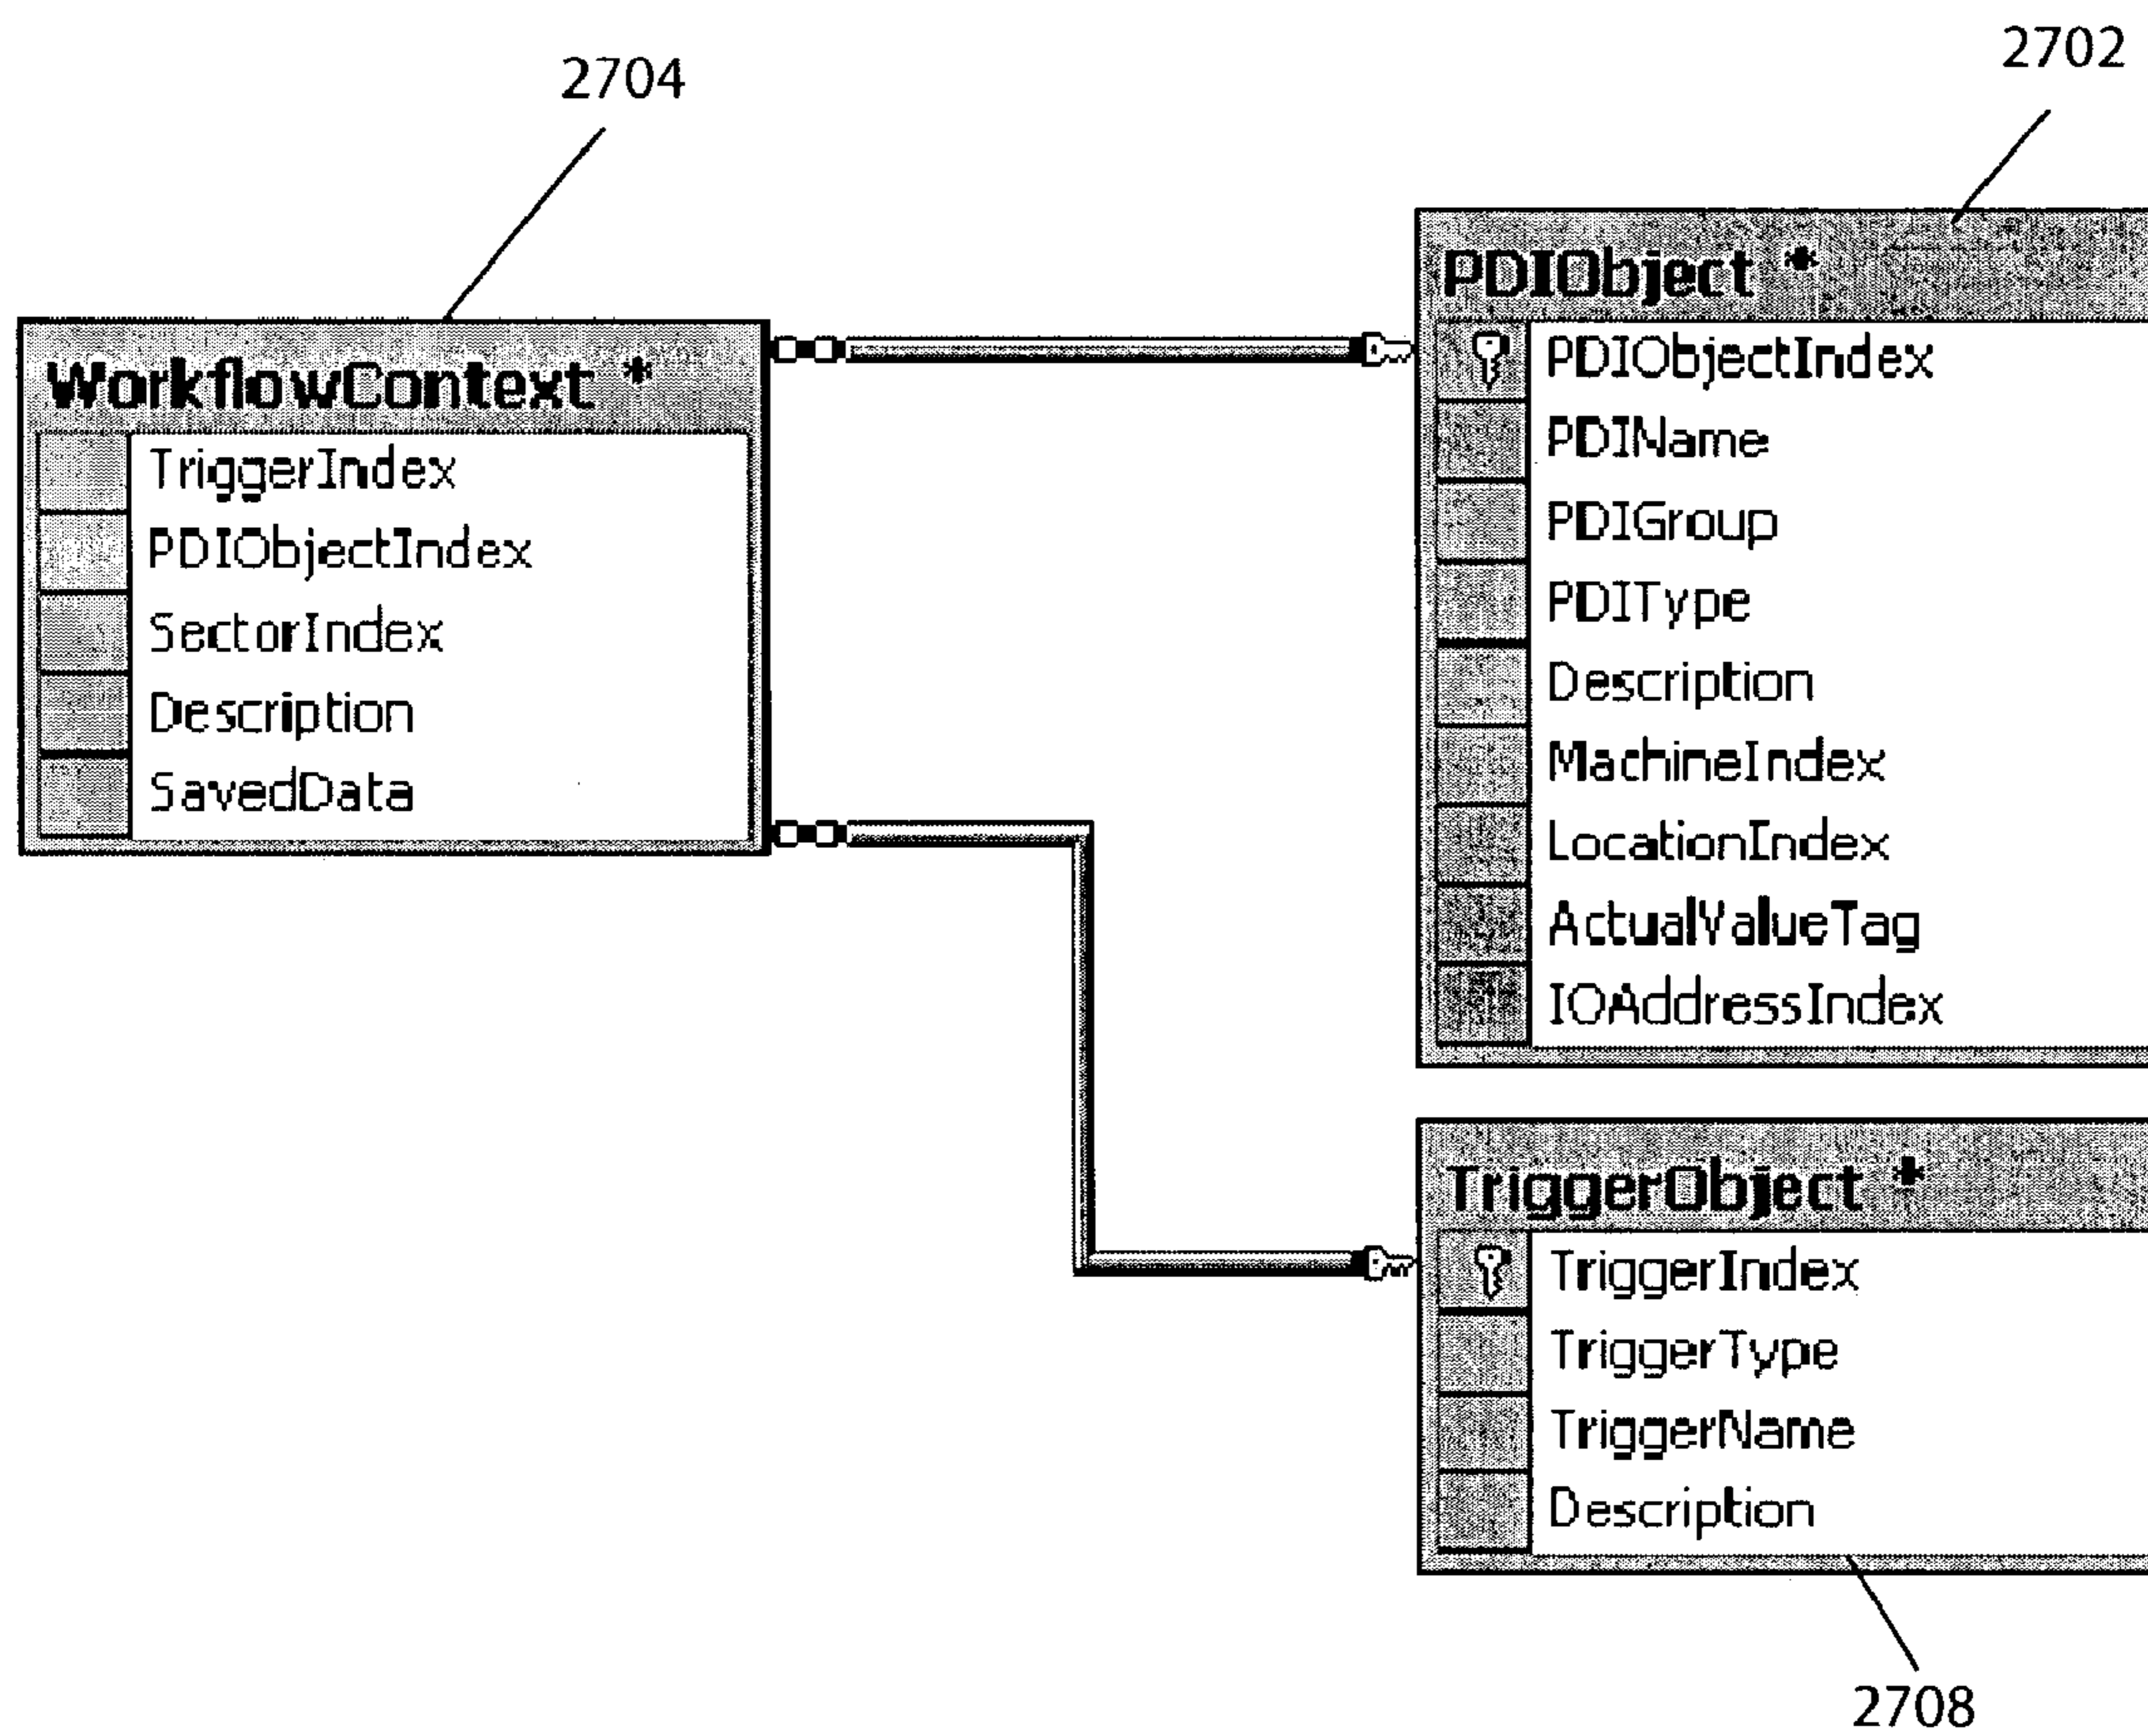 2704
2702
WorkflowContext *
TriggerIndex
PDIObjectIndex
SectorIndex
Description
SavedData
PDIObject *
PDIObjectIndex
PDIName
PDIGroup
PDIType
Description
MachineIndex
LocationIndex
ActualValueTag
IOAddressIndex
TriggerObject *
TriggerIndex
TriggerType
TriggerName
Description
2708